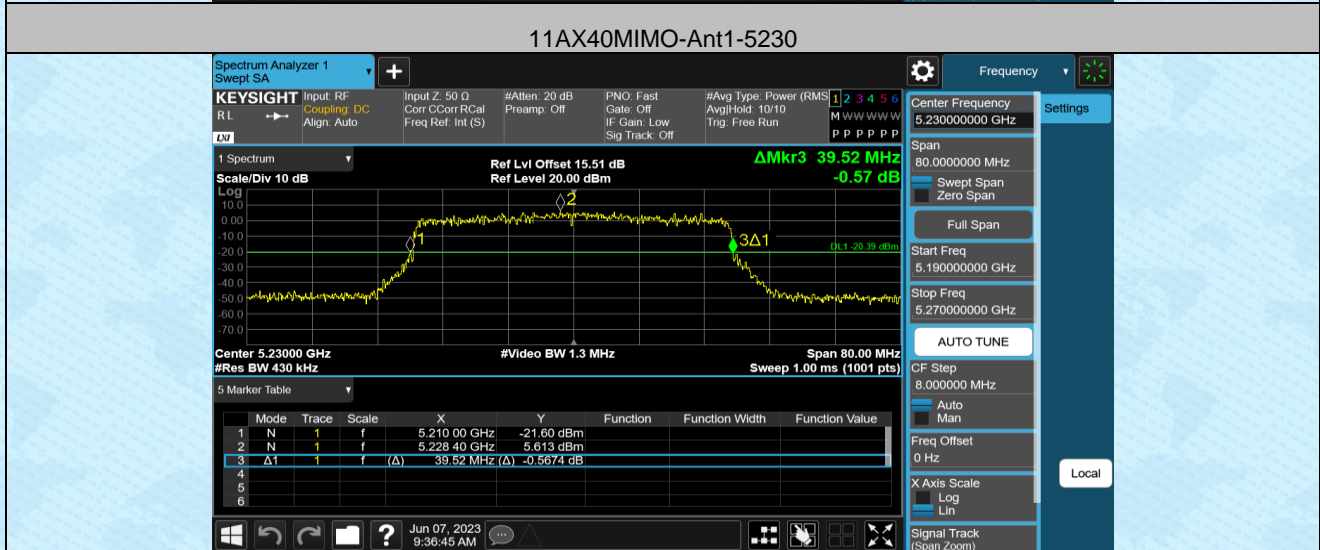 11AX40MIMO-Ant1-5230
Spectrum Analyzer 1
Swept SA
+
Frequency
KEYSIGHT
RL
LXI
Input: RF
Coupling: DC
Align: Auto
Input Z: 50 Ω
Corr CCorr RCal
Freq Ref: Int (S)
#Atten: 20 dB
Preamp: Off
PNO: Fast
Gate: Off
IF Gain: Low
Sig Track: Off
#Avg Type: Power (RMS
Avg|Hold: 10/10
Trig: Free Run
1 2 3 4 5 6
M W W W W W
P P P P P P
1 Spectrum
Scale/Div 10 dB
Ref Lvl Offset 15.51 dB
Ref Level 20.00 dBm
ΔMkr3 39.52 MHz
-0.57 dB
Log
10.0
0.00
-10.0
-20.0
-30.0
-40.0
-50.0
-60.0
-70.0
1
2
3Δ1
DL1 -20.39 dBm
Center 5.23000 GHz
#Res BW 430 kHz
#Video BW 1.3 MHz
Span 80.00 MHz
Sweep 1.00 ms (1001 pts)
5 Marker Table
Mode Trace Scale X Y Function Function Width Function Value
1 N 1 f 5.210 00 GHz -21.60 dBm
2 N 1 f 5.228 40 GHz 5.613 dBm
3 Δ1 1 f (Δ) 39.52 MHz (Δ) -0.5674 dB
4
5
6
?
Jun 07, 2023
9:36:45 AM
Center Frequency
5.230000000 GHz
Span
80.0000000 MHz
Swept Span
Zero Span
Full Span
Start Freq
5.190000000 GHz
Stop Freq
5.270000000 GHz
AUTO TUNE
CF Step
8.000000 MHz
Auto
Man
Freq Offset
0 Hz
X Axis Scale
Log
Lin
Signal Track
(Span Zoom)
Settings
Local